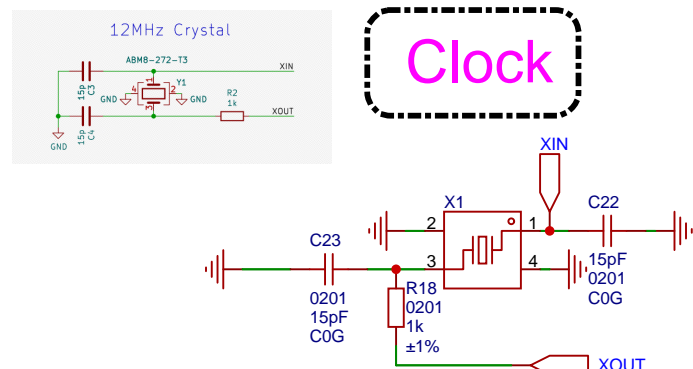 12MHz Crystal
ABM8-272-T3
XIN
15p
C3
Y1
1
4
2
3
GND
GND
R2
1k
XOUT
15p
C4
GND
Clock
XIN
X1
C22
2
1
C23
3
4
15pF
0201
C0G
0201
15pF
C0G
R18
0201
1k
±1%
XOUT